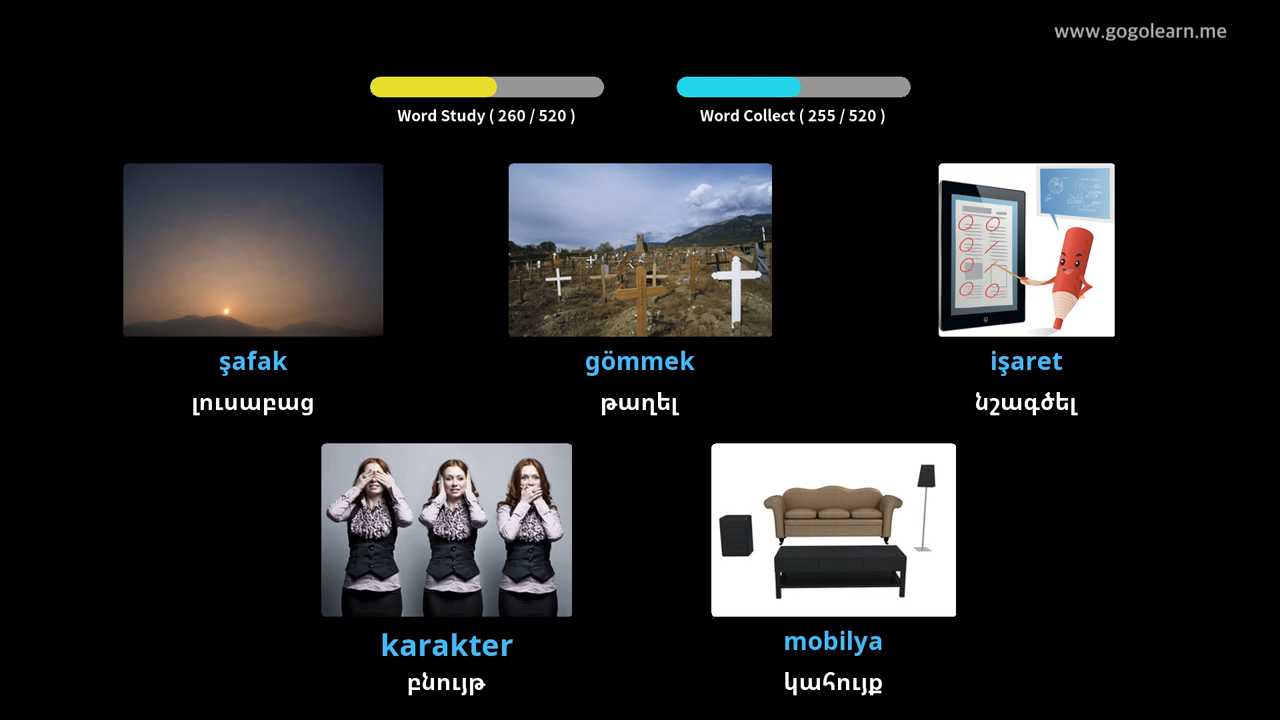 www.gogolearn.me
Word Study ( 260 / 520 )
Word Collect ( 255 / 520 )
şafak
gömmek
işaret
լուսաբաց
թաղել
նշագծել
karakter
mobilya
բնույթ
կահույք